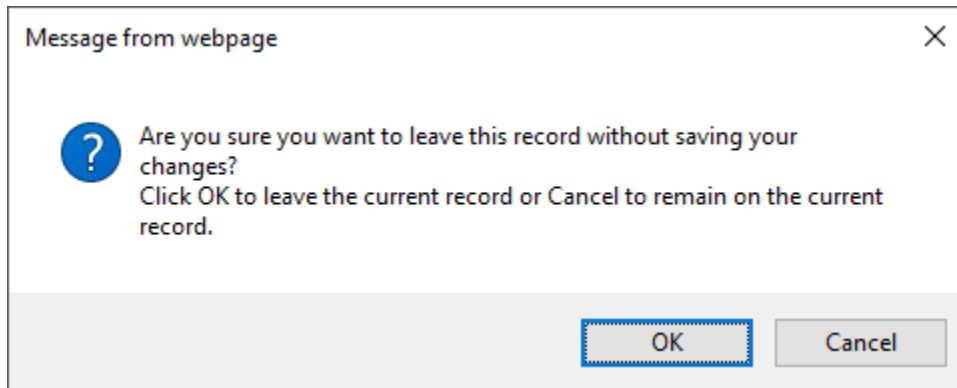 Message from webpage
Are you sure you want to leave this record without saving your
changes?
Click OK to leave the current record or Cancel to remain on the current
record.
OK
Cancel